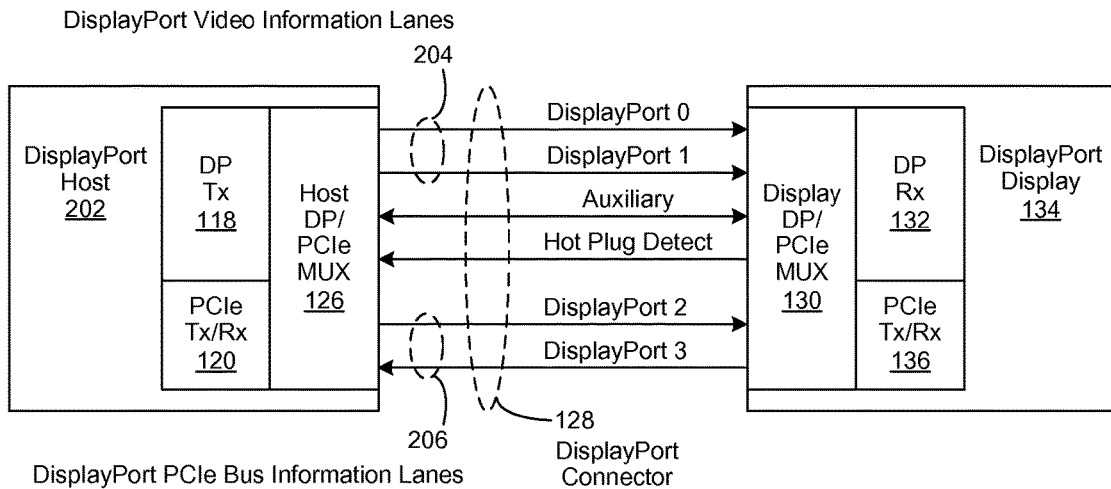 DisplayPort Video Information Lanes
204
DisplayPort
Host
202
DP
Tx
118
PCIe
Tx/Rx
120
Host
DP/
PCIe
MUX
126
DisplayPort 0
DisplayPort 1
Auxiliary
Hot Plug Detect
DisplayPort 2
DisplayPort 3
Display
DP/
PCIe
MUX
130
DP
Rx
132
PCIe
Tx/Rx
136
DisplayPort
Display
134
206
128
DisplayPort PCIe Bus Information Lanes
DisplayPort
Connector